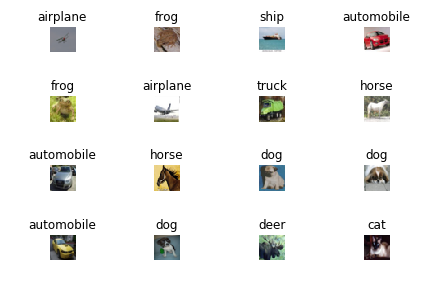 airplane frog ship automobile
frog airplane truck horse
automobile horse dog dog
automobile dog deer cat